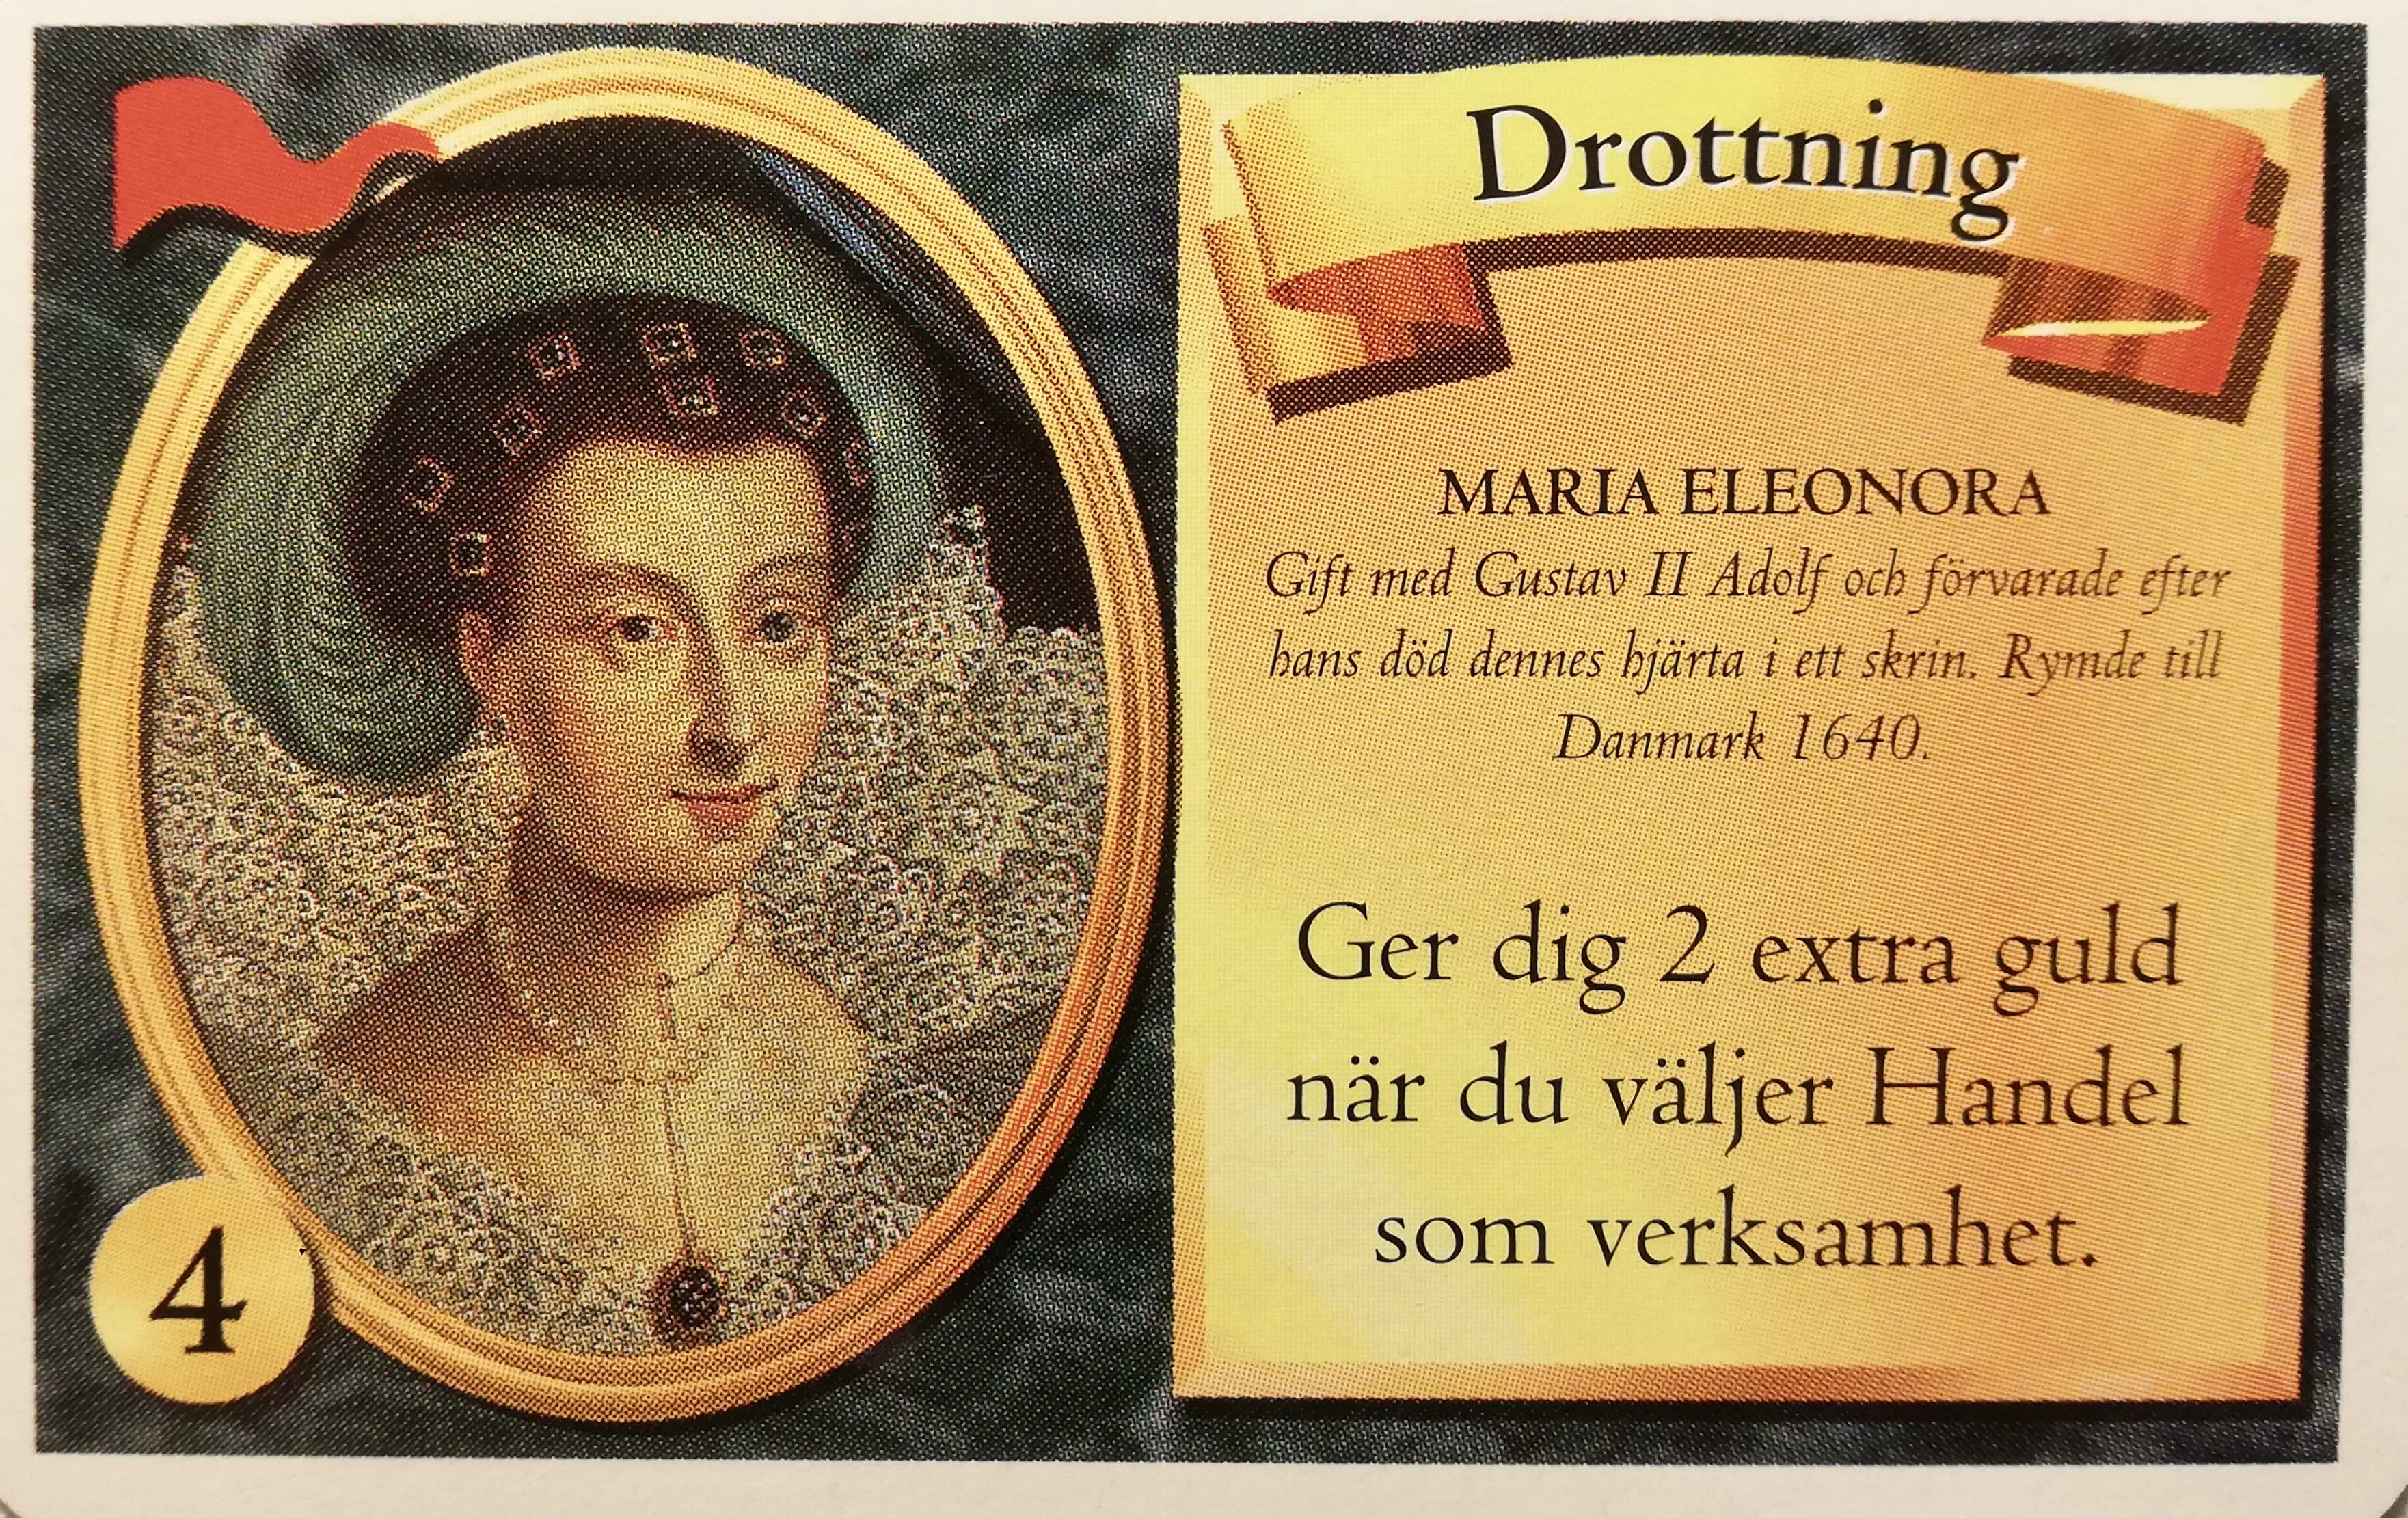 Drottning
MARIA ELEONORA
Gift med Gustav II Adolf och förvarade efter
hans död dennes hjärta i ett skrin. Rymde till
Danmark 1640.
Ger dig 2 extra guld
när du väljer Handel
som verksamhet.
4